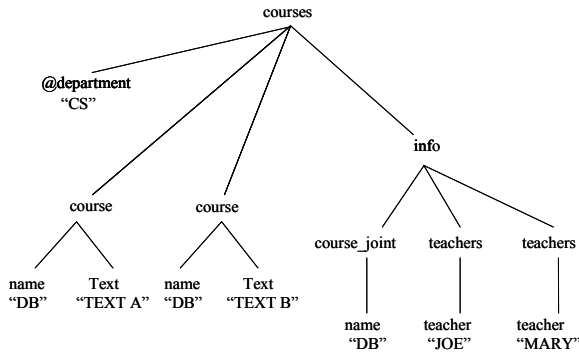 courses
@department
“CS”
info
course course
course_joint teachers teachers
name Text name Text
“DB” “TEXT A” “DB” “TEXT B”
name teacher teacher
“DB” “JOE” “MARY”